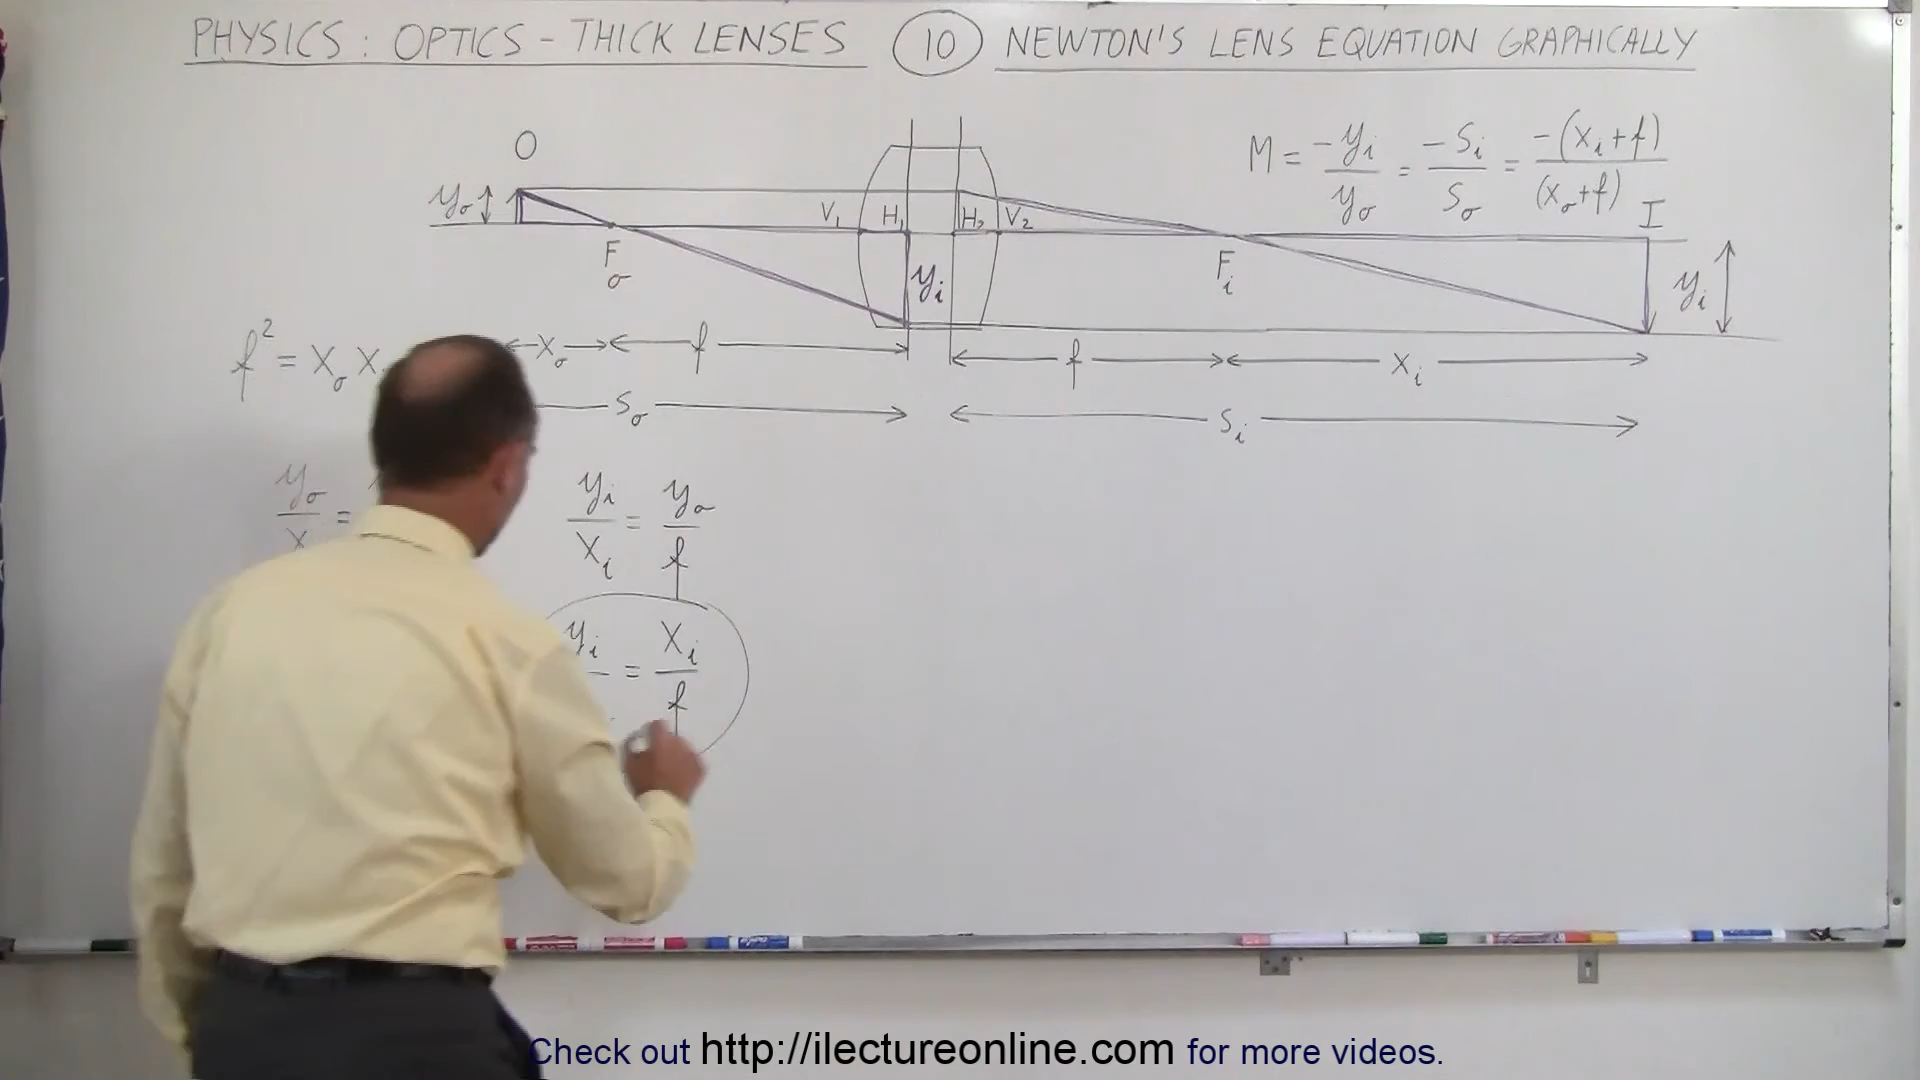 PHYSICS: OPTICS - THICK LENSES 10 NEWTON'S LENS EQUATION GRAPHICALLY
M = -yᵢ/yₒ = -Sᵢ/Sₒ = -(xᵢ+f)/(xₒ+f)
O
I
yₒ
V₁ H₁ H₂ V₂
Fₒ
yᵢ
Fᵢ
yᵢ
f² = Xₒ X
Xₒ f
f Xᵢ
Sₒ
Sᵢ
yₒ/X =
yᵢ/Xᵢ = yₒ/f
yᵢ = Xᵢ/f
Check out http://ilectureonline.com for more videos.